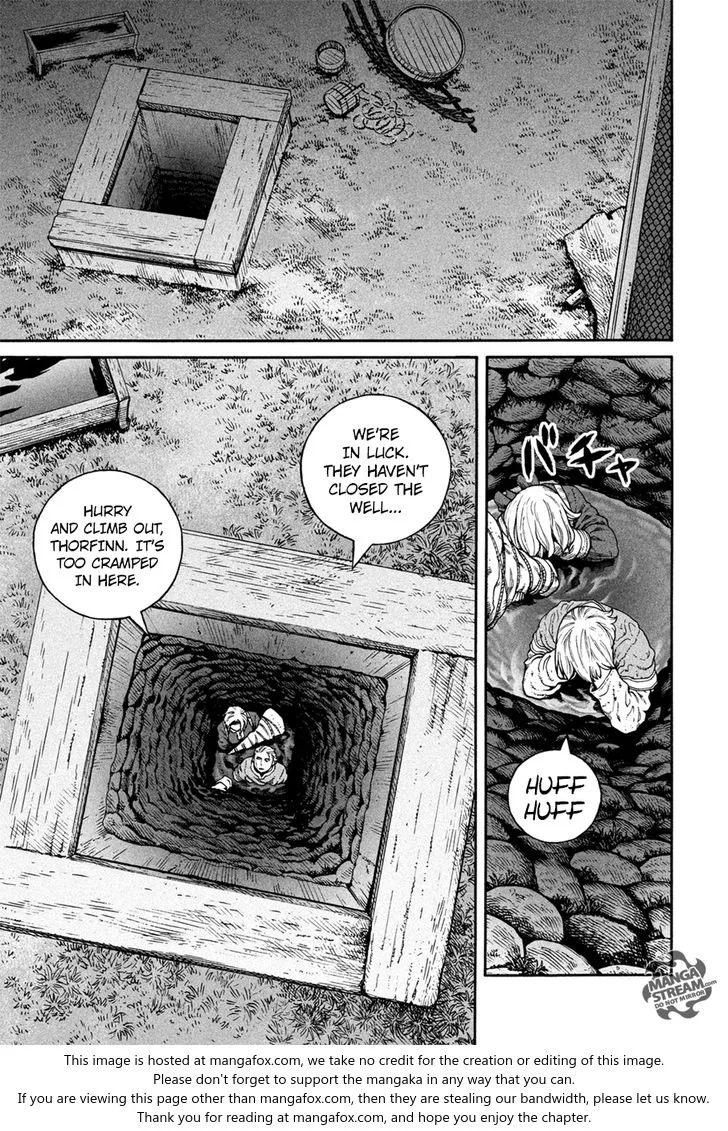 バチャ
HUFF
HUFF
WE'RE
IN LUCK.
THEY HAVEN'T
CLOSED THE
WELL...
HURRY
AND CLIMB OUT,
THORFINN. IT'S
TOO CRAMPED
IN HERE.
MANGA
STREAM.com
DO NOT MIRROR
This image is hosted at mangafox.com, we take no credit for the creation or editing of this image.
Please don't forget to support the mangaka in any way that you can.
If you are viewing this page other than mangafox.com, then they are stealing our bandwidth, please let us know.
Thank you for reading at mangafox.com, and hope you enjoy the chapter.